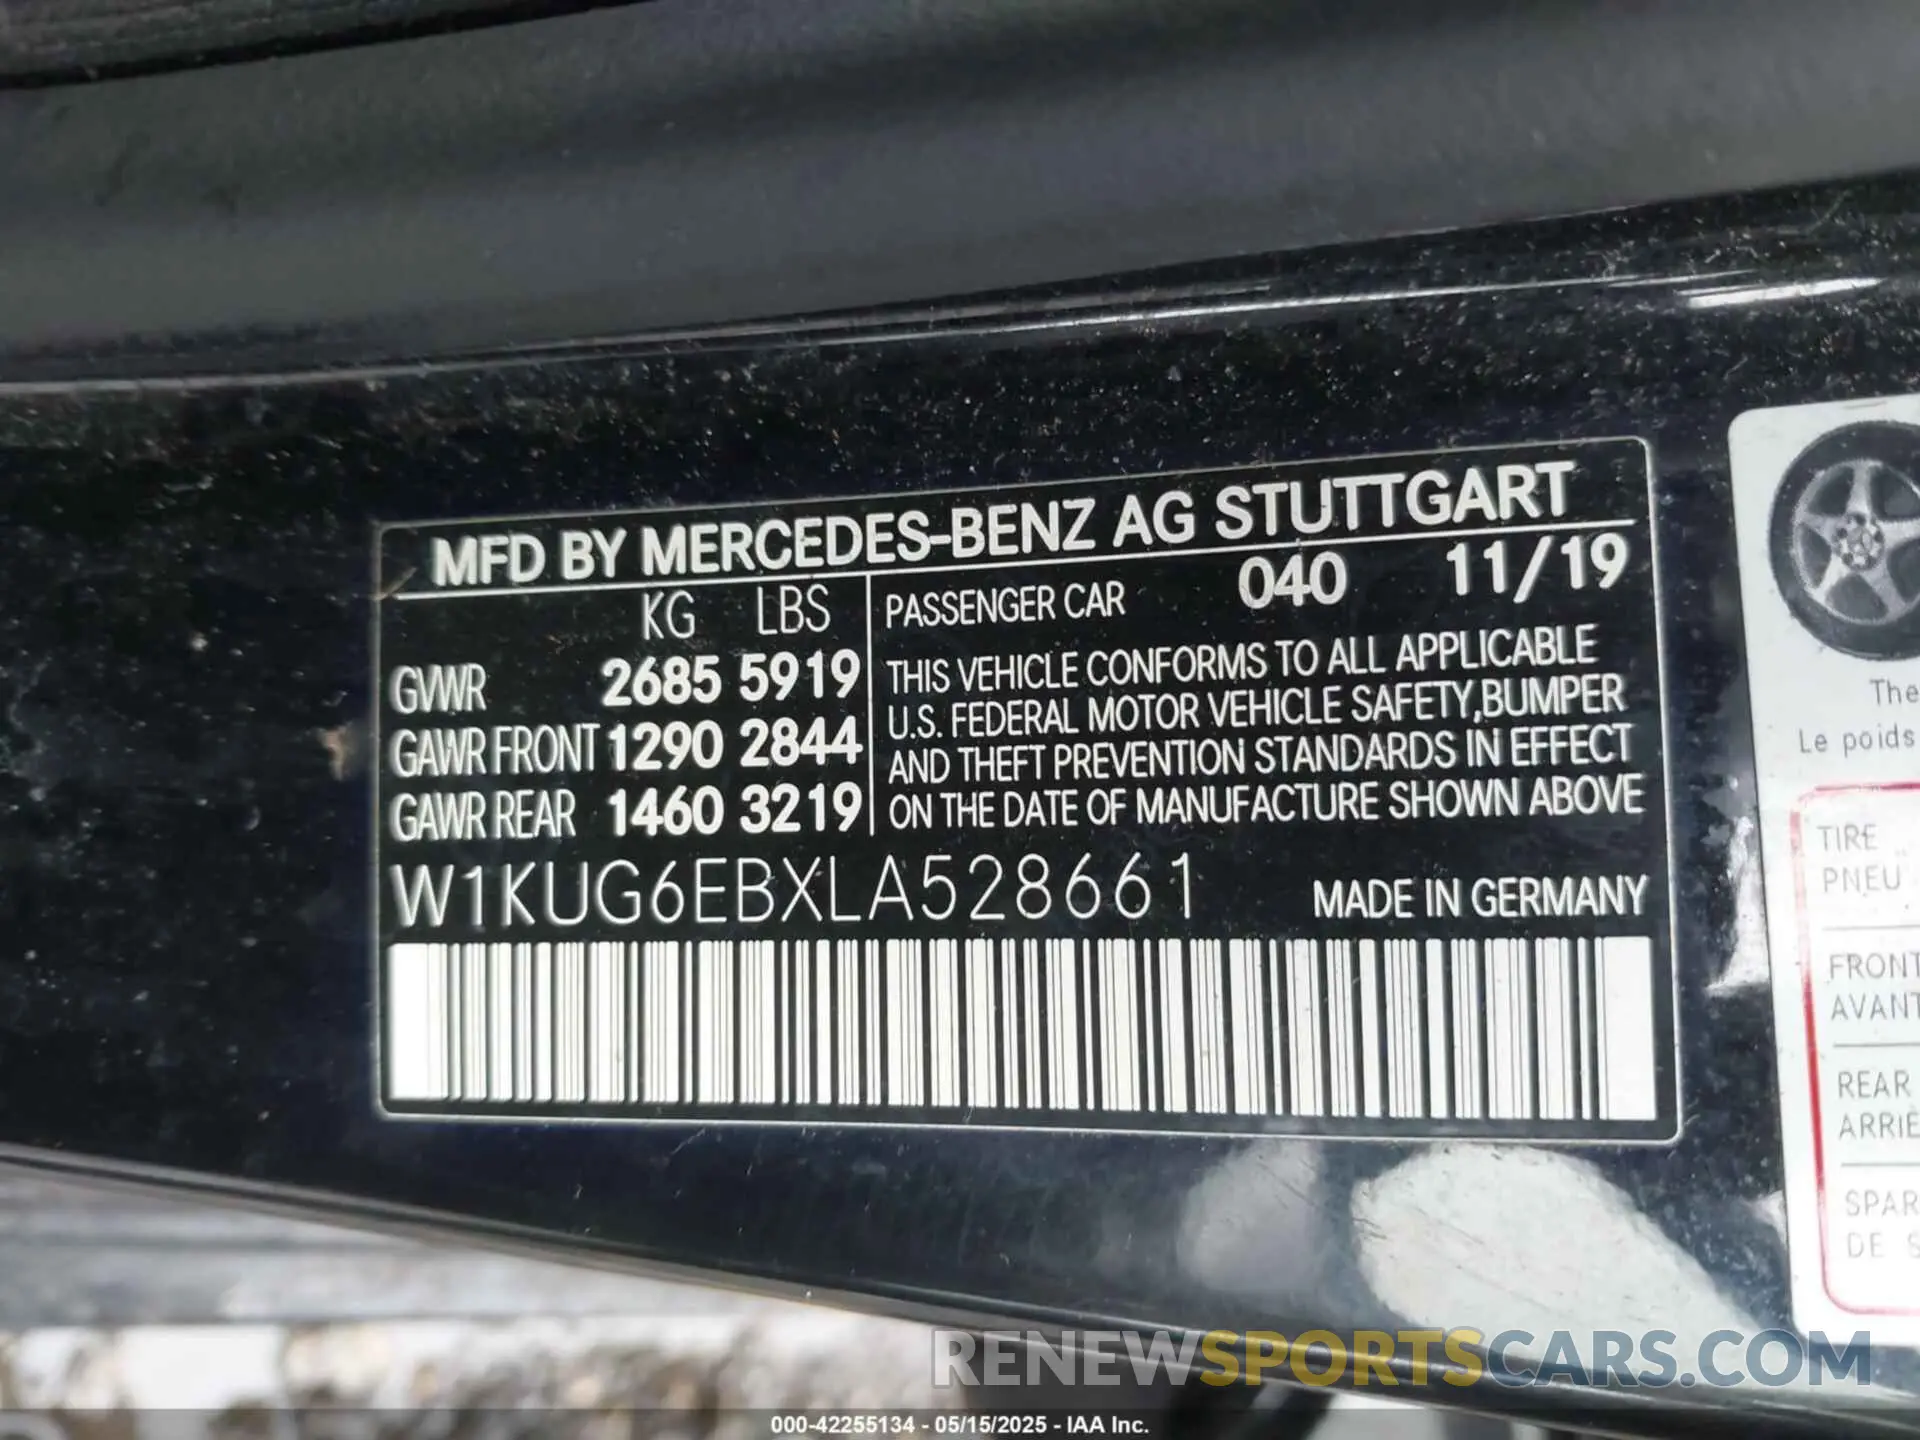 MFD BY MERCEDES-BENZ AG STUTTGART
KG LBS
PASSENGER CAR 040 11/19
GVWR 2685 5919
GAWR FRONT 1290 2844
GAWR REAR 1460 3219
THIS VEHICLE CONFORMS TO ALL APPLICABLE
U.S. FEDERAL MOTOR VEHICLE SAFETY, BUMPER
AND THEFT PREVENTION STANDARDS IN EFFECT
ON THE DATE OF MANUFACTURE SHOWN ABOVE
W1KUG6EBXLA528661
MADE IN GERMANY
The
Le poids
TIRE
PNEU
FRONT
AVANT
REAR
ARRIÈ
SPAR
DE S
RENEWSPORTSCARS.COM
000-42255134 - 05/15/2025 - IAA Inc.